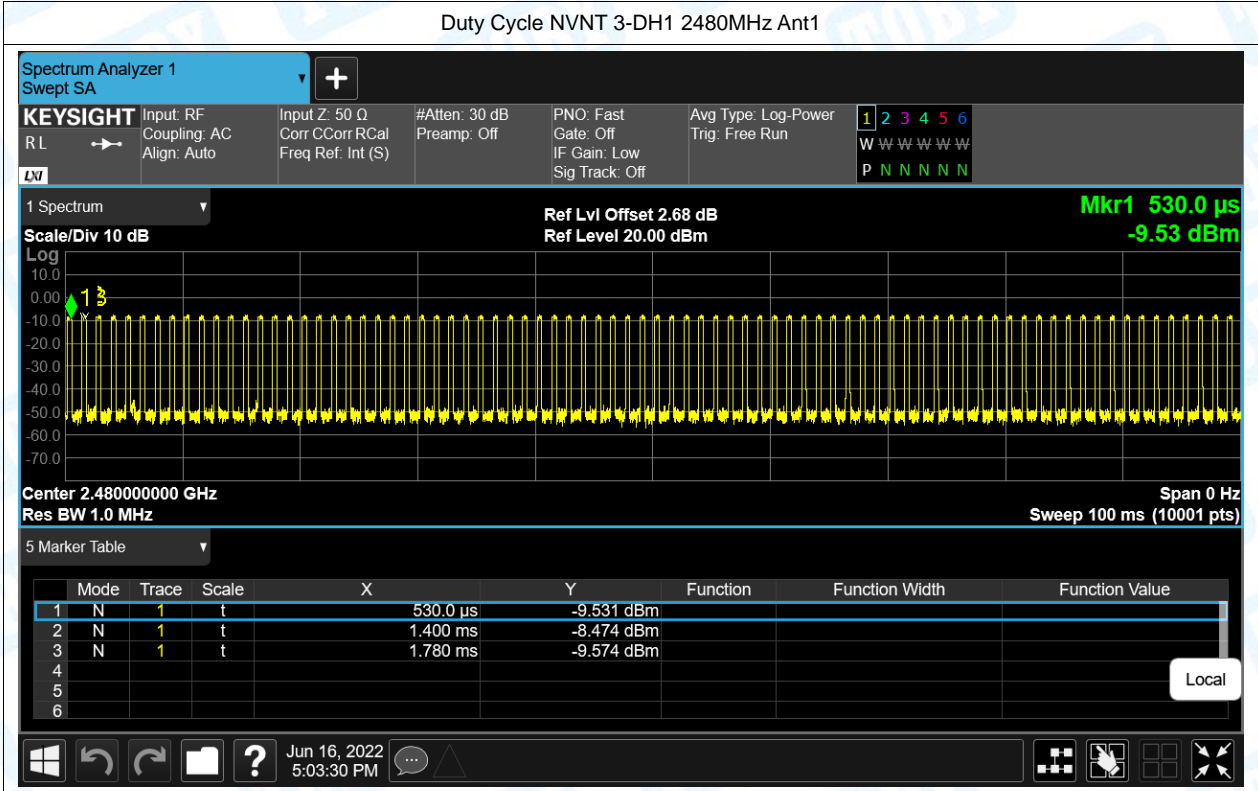 Duty Cycle NVNT 3-DH1 2480MHz Ant1
Spectrum Analyzer 1
Swept SA
+
KEYSIGHT
RL
LXI
Input: RF
Coupling: AC
Align: Auto
Input Z: 50 Ω
Corr CCorr RCal
Freq Ref: Int (S)
#Atten: 30 dB
Preamp: Off
PNO: Fast
Gate: Off
IF Gain: Low
Sig Track: Off
Avg Type: Log-Power
Trig: Free Run
1 2 3 4 5 6
W W W W W W
P N N N N N
1 Spectrum
Scale/Div 10 dB
Ref Lvl Offset 2.68 dB
Ref Level 20.00 dBm
Mkr1 530.0 µs
-9.53 dBm
Log
10.0
0.00
-10.0
-20.0
-30.0
-40.0
-50.0
-60.0
-70.0
1 3
Center 2.480000000 GHz
Res BW 1.0 MHz
Span 0 Hz
Sweep 100 ms (10001 pts)
5 Marker Table
Mode Trace Scale X Y Function Function Width Function Value
1 N 1 t 530.0 µs -9.531 dBm
2 N 1 t 1.400 ms -8.474 dBm
3 N 1 t 1.780 ms -9.574 dBm
4
5
6
Local
?
Jun 16, 2022
5:03:30 PM